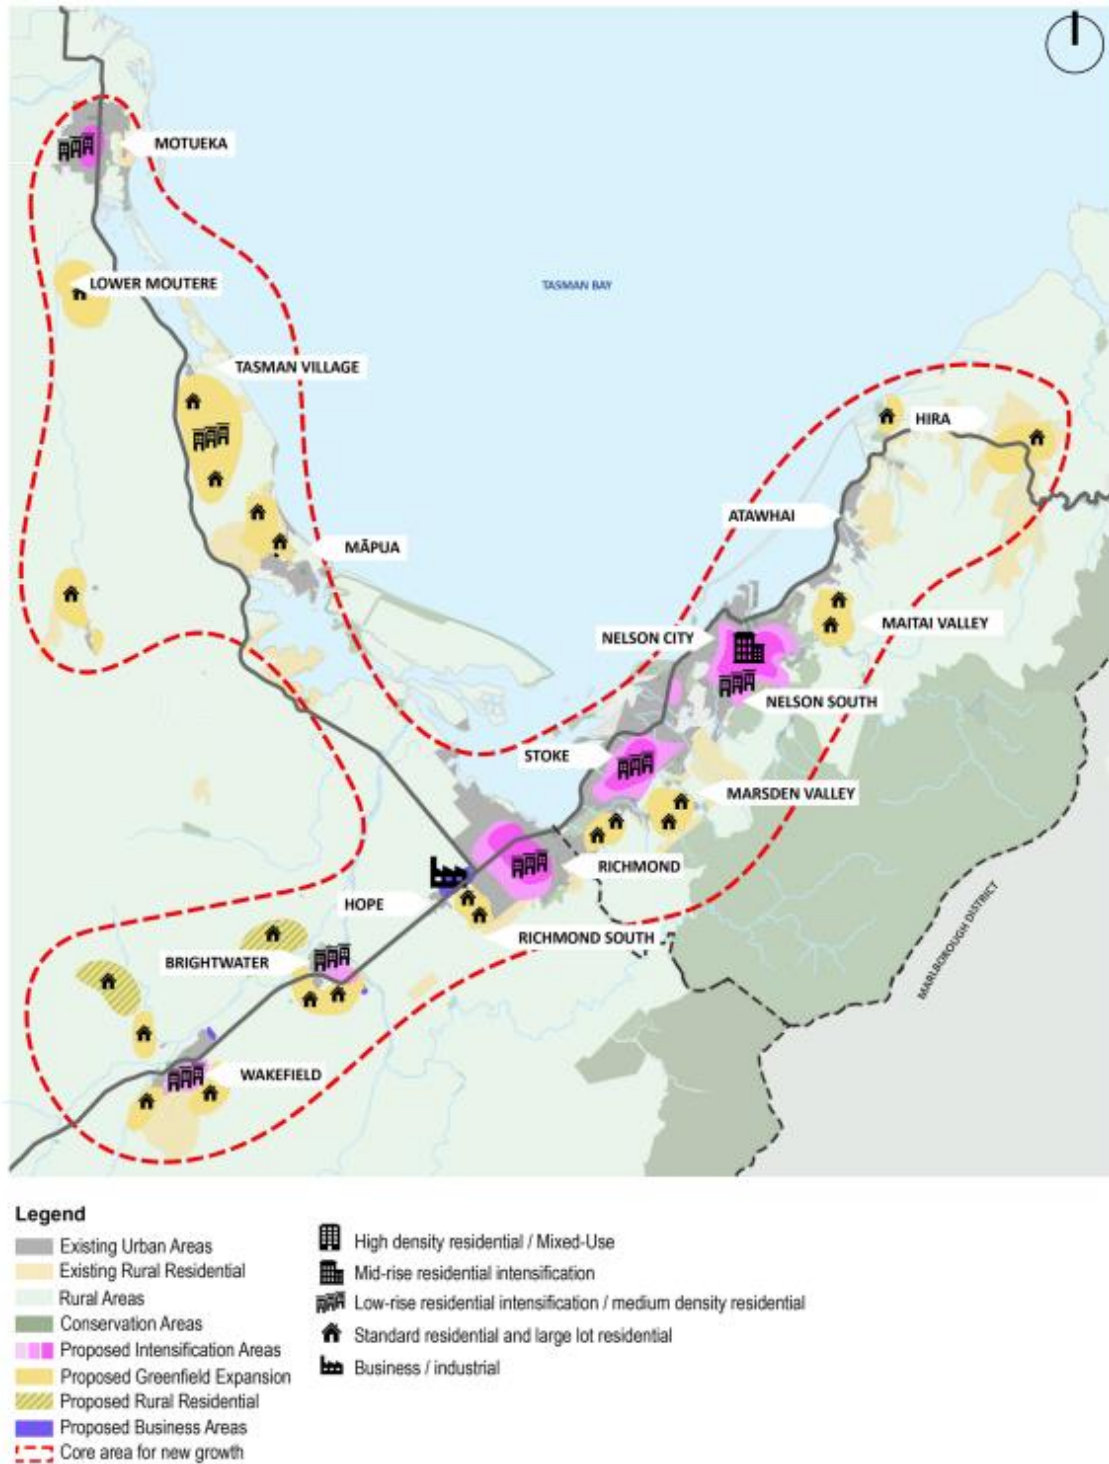 MOTUEKA
LOWER MOUTERE
TASMAN BAY
TASMAN VILLAGE
HIRA
ATAWHAI
MĀPUA
MAITAI VALLEY
NELSON CITY
NELSON SOUTH
STOKE
MARSDEN VALLEY
RICHMOND
HOPE
RICHMOND SOUTH
BRIGHTWATER
MARLBOROUGH DISTRICT
WAKEFIELD
Legend
Existing Urban Areas
Existing Rural Residential
Rural Areas
Conservation Areas
Proposed Intensification Areas
Proposed Greenfield Expansion
Proposed Rural Residential
Proposed Business Areas
Core area for new growth
High density residential / Mixed-Use
Mid-rise residential intensification
Low-rise residential intensification / medium density residential
Standard residential and large lot residential
Business / industrial